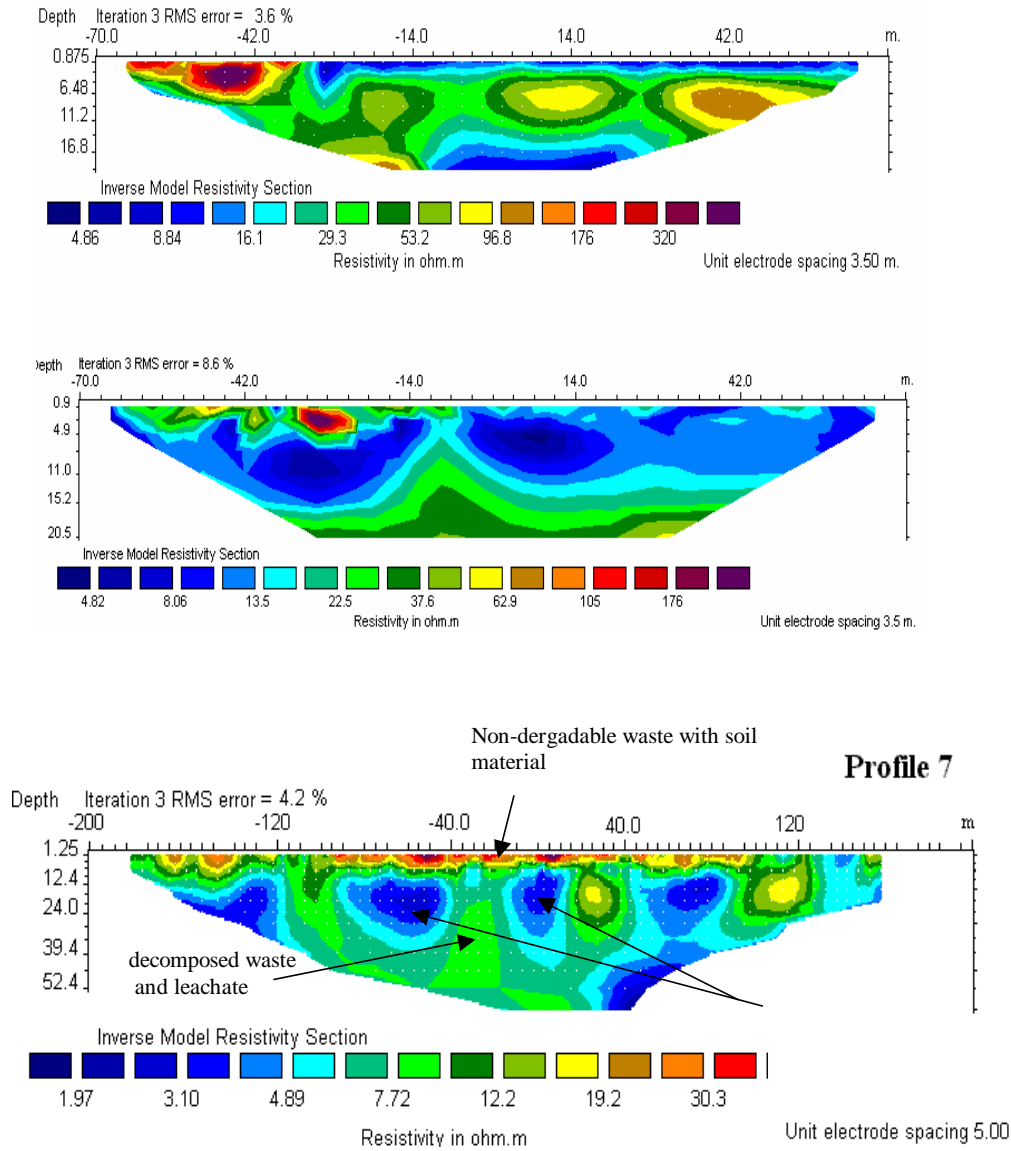 Depth Iteration 3 RMS error = 3.6 %
-70.0 -42.0 -14.0 14.0 42.0 m.
0.875
6.48
11.2
16.8
Inverse Model Resistivity Section
4.86 8.84 16.1 29.3 53.2 96.8 176 320
Resistivity in ohm.m Unit electrode spacing 3.50 m.
epth Iteration 3 RMS error = 8.6 %
-70.0 -42.0 -14.0 14.0 42.0 m.
0.9
4.9
11.0
15.2
20.5
Inverse Model Resistivity Section
4.82 8.06 13.5 22.5 37.6 62.9 105 176
Resistivity in ohm.m Unit electrode spacing 3.5 m.
Non-dergadable waste with soil
material
Profile 7
Depth Iteration 3 RMS error = 4.2 %
-200 -120 -40.0 40.0 120 m
1.25
12.4
24.0
39.4
52.4
decomposed waste
and leachate
Inverse Model Resistivity Section
1.97 3.10 4.89 7.72 12.2 19.2 30.3
Resistivity in ohm.m Unit electrode spacing 5.00